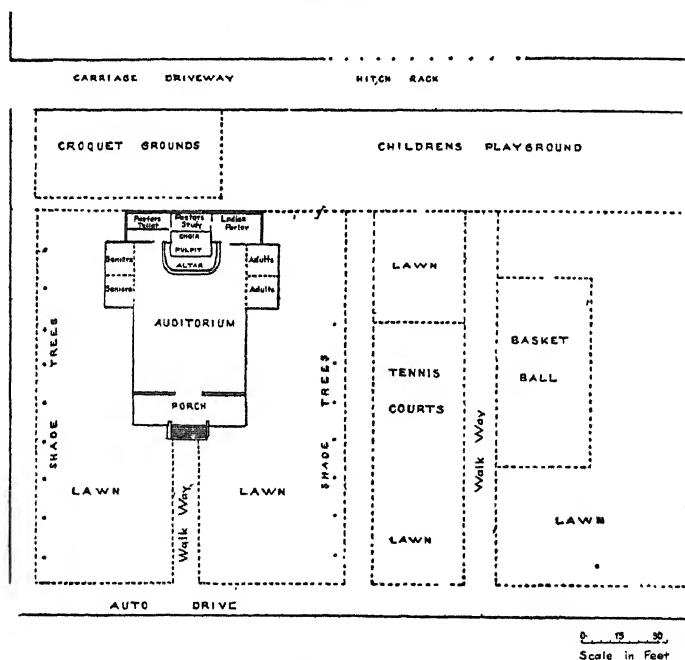 CARRIAGE DRIVEWAY HITCH RACK
CROQUET GROUNDS CHILDRENS PLAYGROUND
Pastors Toilet
Pastors Study
Ladies Parlor
CHOIR
PULPIT
ALTAR
Seniors
Seniors
Adults
Adults
AUDITORIUM
PORCH
SHADE TREES
SHADE TREES
LAWN
Walk Way
LAWN
LAWN
TENNIS
COURTS
LAWN
Walk Way
BASKET
BALL
LAWN
AUTO DRIVE
0 15 30
Scale in Feet